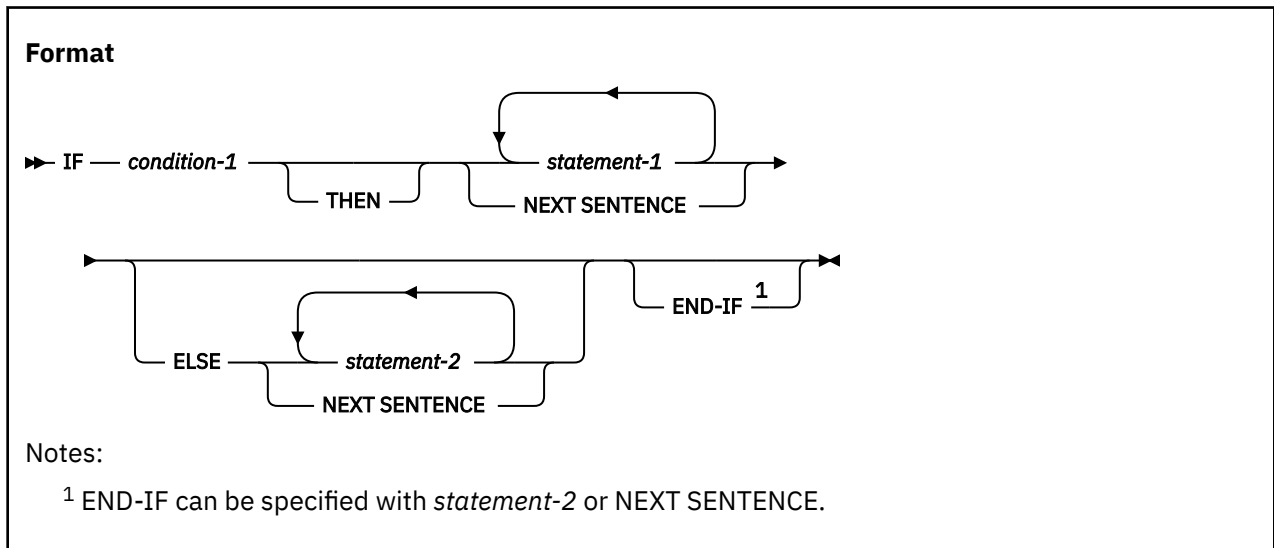 Format
IF condition-1 THEN statement-1 NEXT SENTENCE
ELSE statement-2 NEXT SENTENCE END-IF 1
Notes:
1 END-IF can be specified with statement-2 or NEXT SENTENCE.